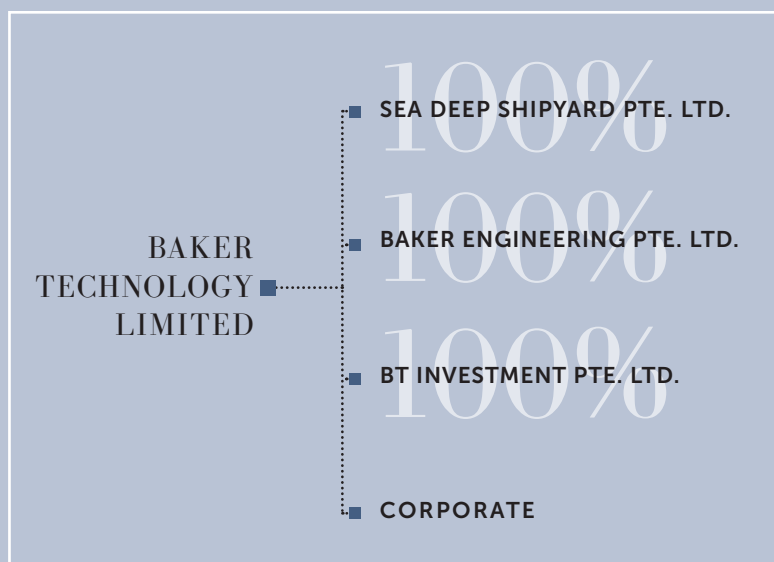 BAKER
TECHNOLOGY
LIMITED
100%
SEA DEEP SHIPYARD PTE. LTD.
100%
BAKER ENGINEERING PTE. LTD.
100%
BT INVESTMENT PTE. LTD.
CORPORATE